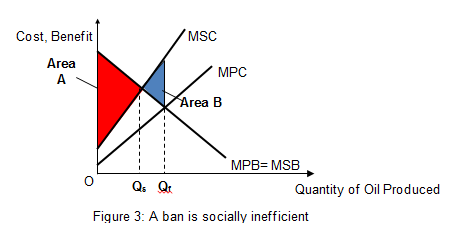 Cost, Benefit
MSC
Area
A
MPC
Area B
MPB= MSB
O
Qs Qf
Quantity of Oil Produced
Figure 3: A ban is socially inefficient